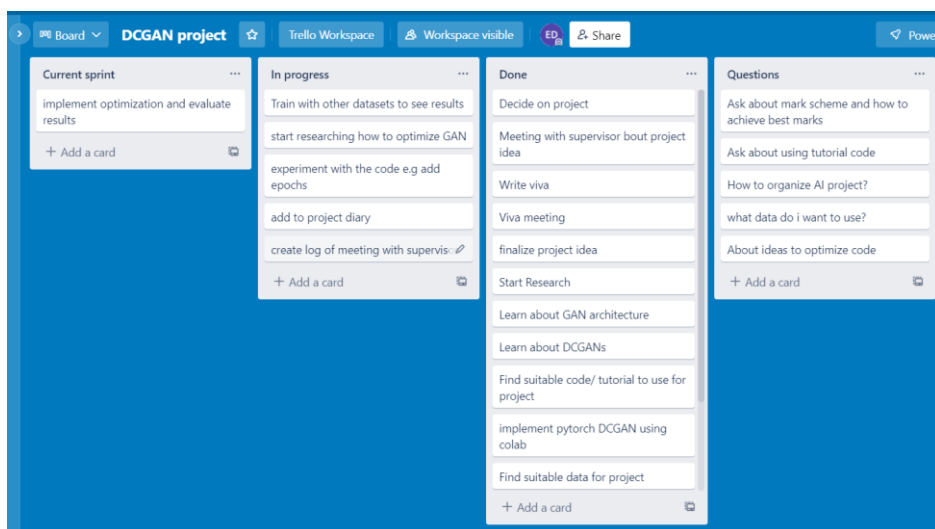 Board
DCGAN project
Trello Workspace
Workspace visible
ED
Share
Powe
Current sprint
implement optimization and evaluate
results
+ Add a card
In progress
Train with other datasets to see results
start researching how to optimize GAN
experiment with the code e.g add
epochs
add to project diary
create log of meeting with supervis
+ Add a card
Done
Decide on project
Meeting with supervisor bout project
idea
Write viva
Viva meeting
finalize project idea
Start Research
Learn about GAN architecture
Learn about DCGANs
Find suitable code/ tutorial to use for
project
implement pytorch DCGAN using
colab
Find suitable data for project
+ Add a card
Questions
Ask about mark scheme and how to
achieve best marks
Ask about using tutorial code
How to organize AI project?
what data do i want to use?
About ideas to optimize code
+ Add a card